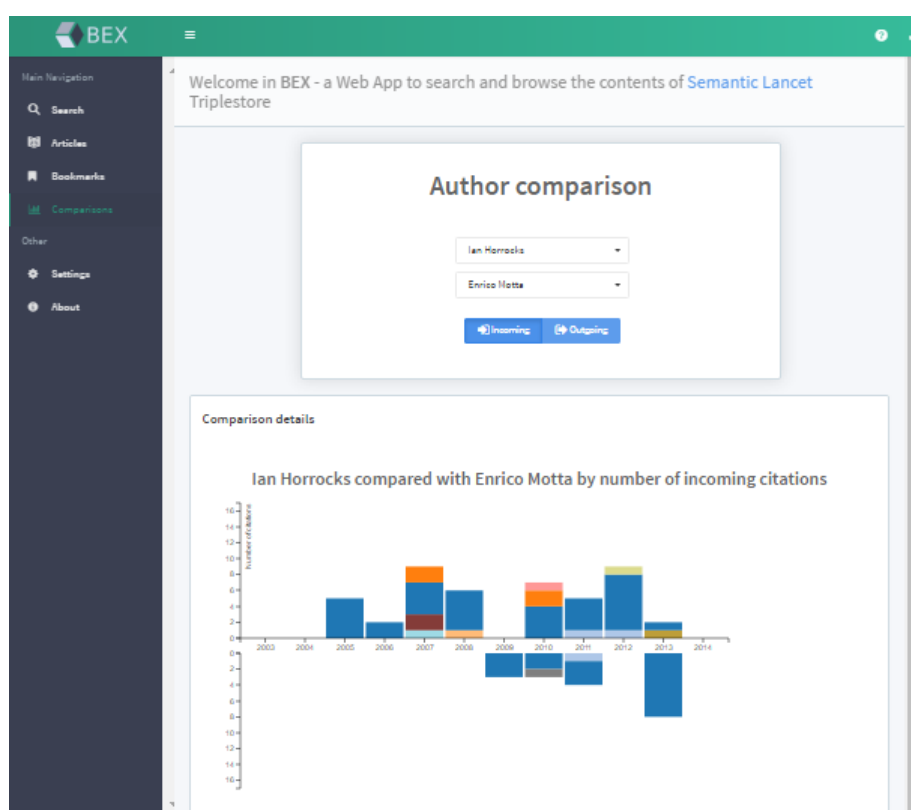 BEX
Main Navigation
Search
Articles
Bookmarks
Comparisons
Other
Settings
About
Welcome in BEX - a Web App to search and browse the contents of Semantic Lancet
Triplestore
Author comparison
Ian Horrocks
Enrico Motta
Incoming Outgoing
Comparison details
Ian Horrocks compared with Enrico Motta by number of incoming citations
Number of citations
16
14
12
10
8
6
4
2
0
2003 2004 2005 2006 2007 2008 2009 2010 2011 2012 2013 2014
0
2
4
6
8
10
12
14
16